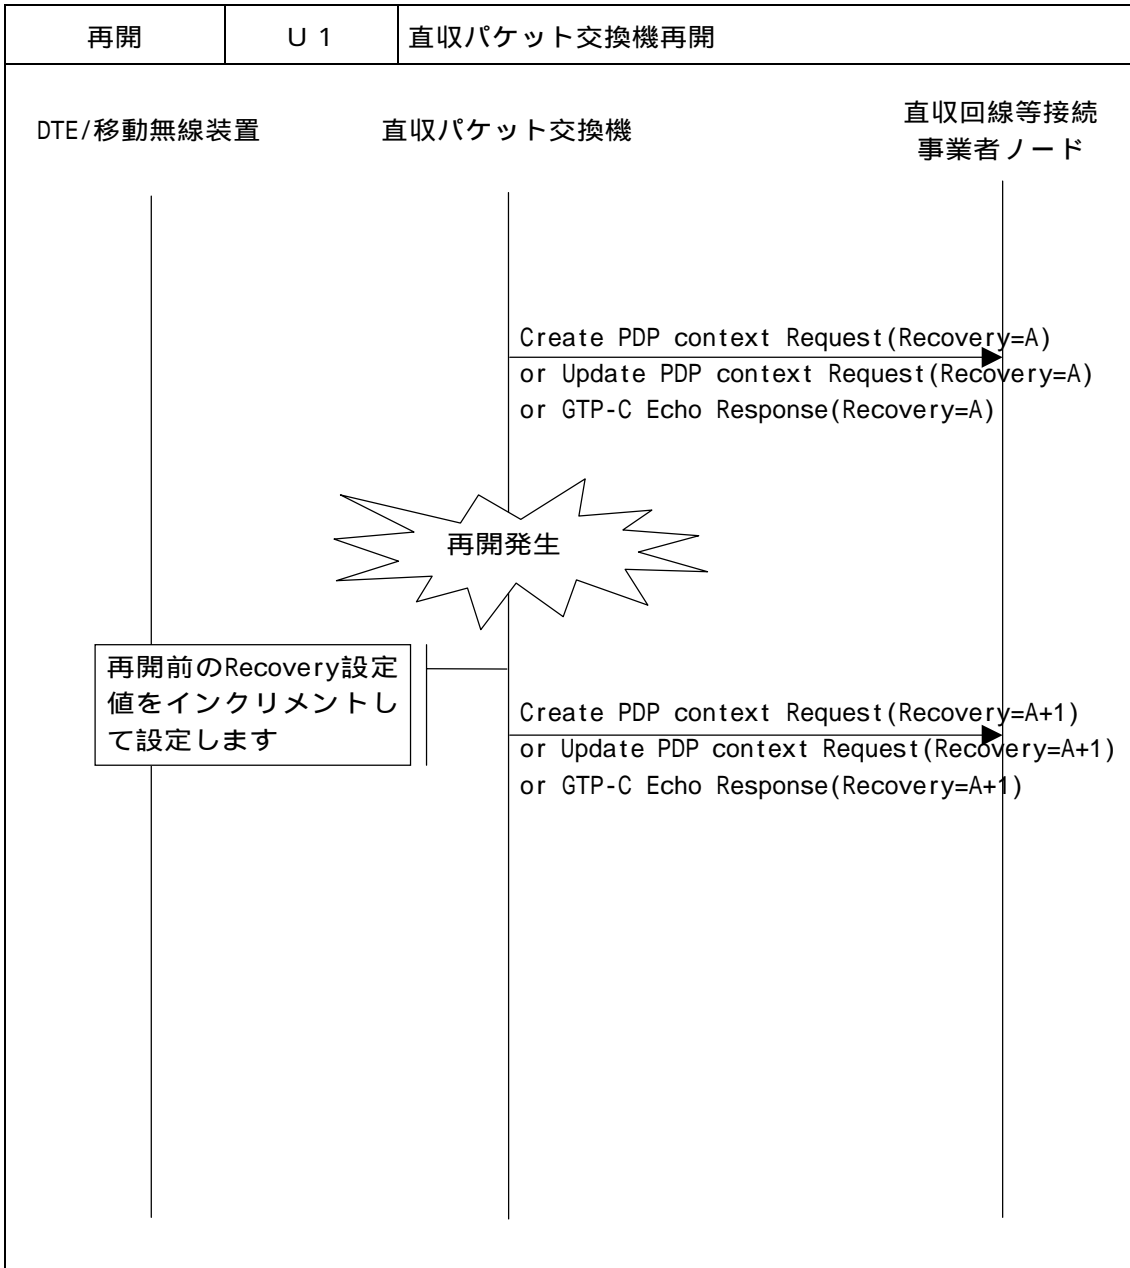 再開 U 1 直収パケット交換機再開
DTE/移動無線装置 直収パケット交換機 直収回線等接続
事業者ノード
Create PDP context Request(Recovery=A)
or Update PDP context Request(Recovery=A)
or GTP-C Echo Response(Recovery=A)
再開発生
再開前のRecovery設定
値をインクリメントし
て設定します
Create PDP context Request(Recovery=A+1)
or Update PDP context Request(Recovery=A+1)
or GTP-C Echo Response(Recovery=A+1)